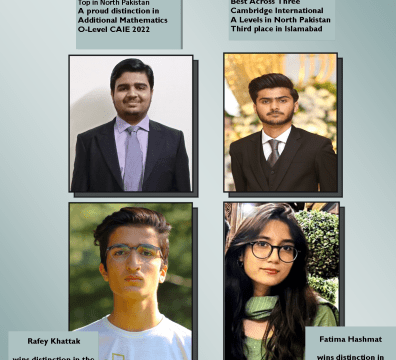 Top in North Pakistan
A proud distinction in
Additional Mathematics
O-Level CAIE 2022
Best Across Three
Cambridge International
A Levels in North Pakistan
Third place in Islamabad
Rafey Khattak
wins distinction in the
Fatima Hashmat
wins distinction in